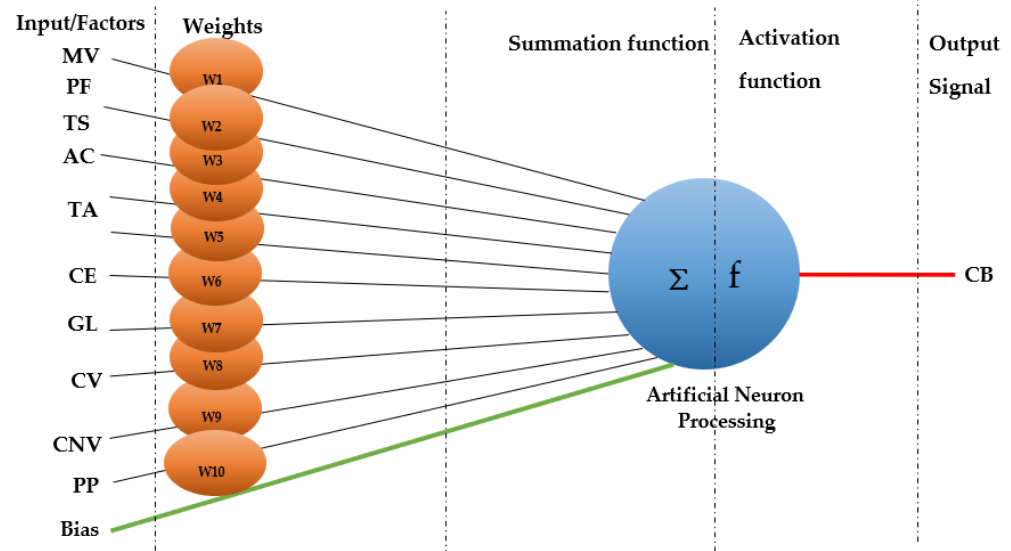 Input/Factors
Weights
Summation function
Activation
function
Output
Signal
MV
PF
TS
AC
TA
CE
GL
CV
CNV
PP
Bias
W1
W2
W3
W4
W5
W6
W7
W8
W9
W10
Σ f
CB
Artificial Neuron
Processing